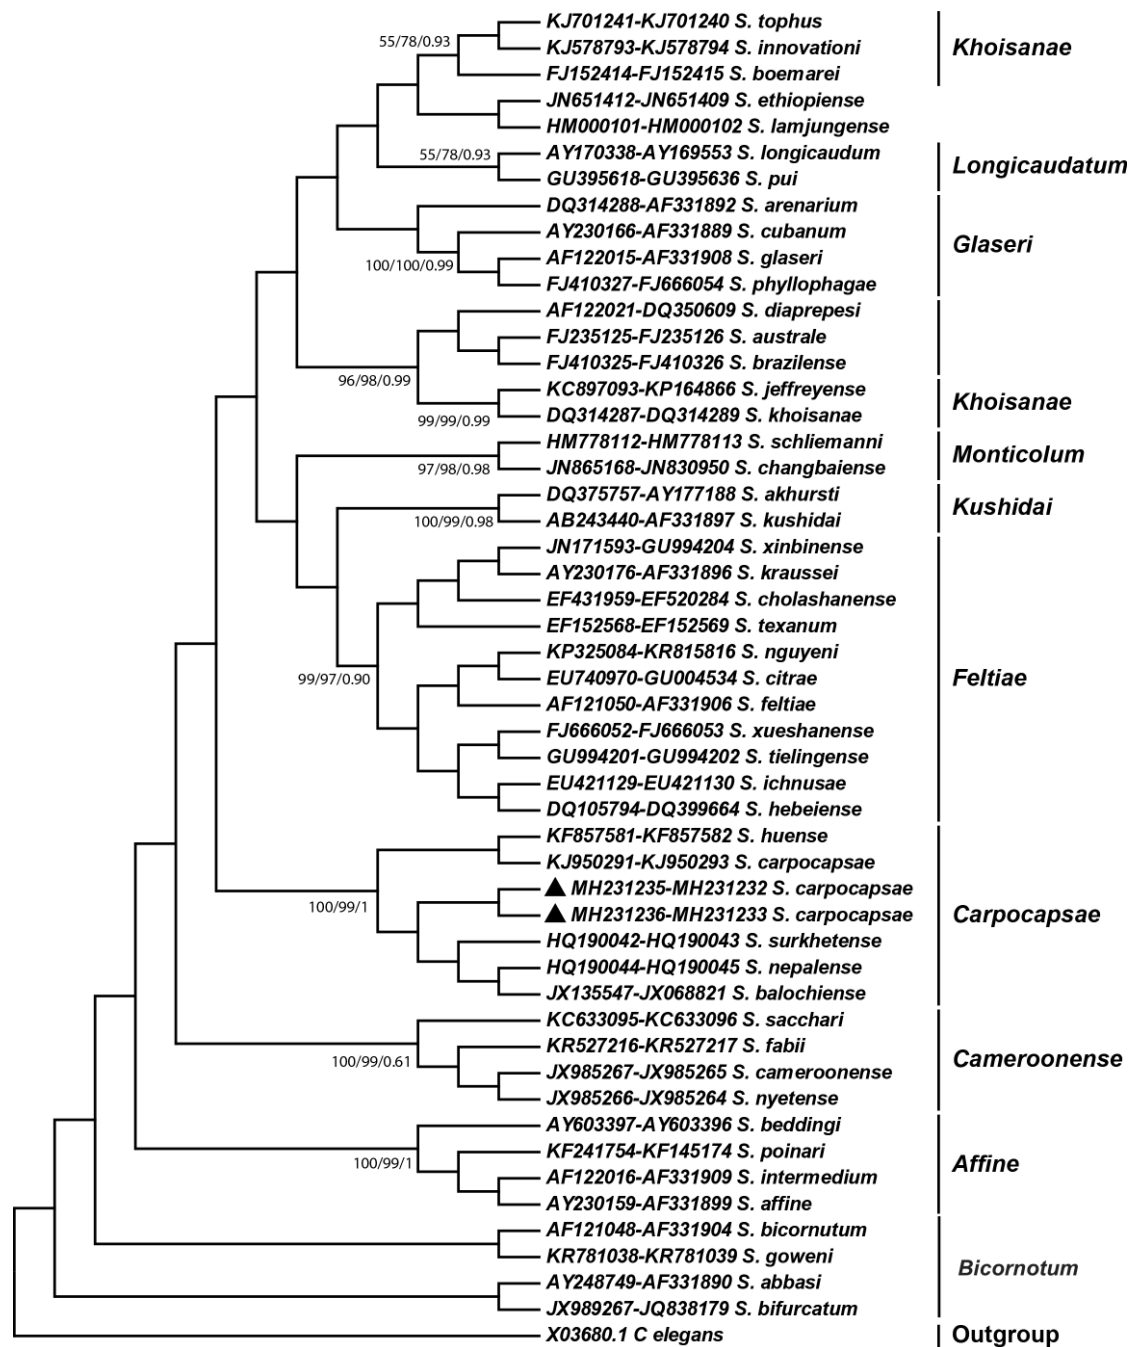 KJ701241-KJ701240 S. tophus
55/78/0.93
KJ578793-KJ578794 S. innovationi
Khoisanae
FJ152414-FJ152415 S. boemarei
JN651412-JN651409 S. ethiopiense
HM000101-HM000102 S. lamjungense
55/78/0.93
AY170338-AY169553 S. longicaudum
Longicaudatum
GU395618-GU395636 S. pui
DQ314288-AF331892 S. arenarium
AY230166-AF331889 S. cubanum
Glaseri
100/100/0.99
AF122015-AF331908 S. glaseri
FJ410327-FJ666054 S. phyllophagae
AF122021-DQ350609 S. diaprepesi
FJ235125-FJ235126 S. australe
FJ410325-FJ410326 S. brazilense
96/98/0.99
KC897093-KP164866 S. jeffreyense
Khoisanae
99/99/0.99
DQ314287-DQ314289 S. khoisanae
HM778112-HM778113 S. schliemanni
Monticolum
97/98/0.98
JN865168-JN830950 S. changbaiense
DQ375757-AY177188 S. akhursti
Kushidai
100/99/0.98
AB243440-AF331897 S. kushidai
JN171593-GU994204 S. xinbinense
AY230176-AF331896 S. kraussei
EF431959-EF520284 S. cholashanense
EF152568-EF152569 S. texanum
KP325084-KR815816 S. nguyeni
99/97/0.90
EU740970-GU004534 S. citrae
Feltiae
AF121050-AF331906 S. feltiae
FJ666052-FJ666053 S. xueshanense
GU994201-GU994202 S. tielingense
EU421129-EU421130 S. ichnusae
DQ105794-DQ399664 S. hebeiense
KF857581-KF857582 S. huense
KJ950291-KJ950293 S. carpocapsae
MH231235-MH231232 S. carpocapsae
100/99/1
MH231236-MH231233 S. carpocapsae
Carpocapsae
HQ190042-HQ190043 S. surkhetense
HQ190044-HQ190045 S. nepalense
JX135547-JX068821 S. balochiense
KC633095-KC633096 S. sacchari
KR527216-KR527217 S. fabii
100/99/0.61
Cameroonense
JX985267-JX985265 S. cameroonense
JX985266-JX985264 S. nyetense
AY603397-AY603396 S. beddingi
KF241754-KF145174 S. poinari
100/99/1
Affine
AF122016-AF331909 S. intermedium
AY230159-AF331899 S. affine
AF121048-AF331904 S. bicornutum
KR781038-KR781039 S. goweni
Bicornotum
AY248749-AF331890 S. abbasi
JX989267-JQ838179 S. bifurcatum
X03680.1 C elegans
Outgroup